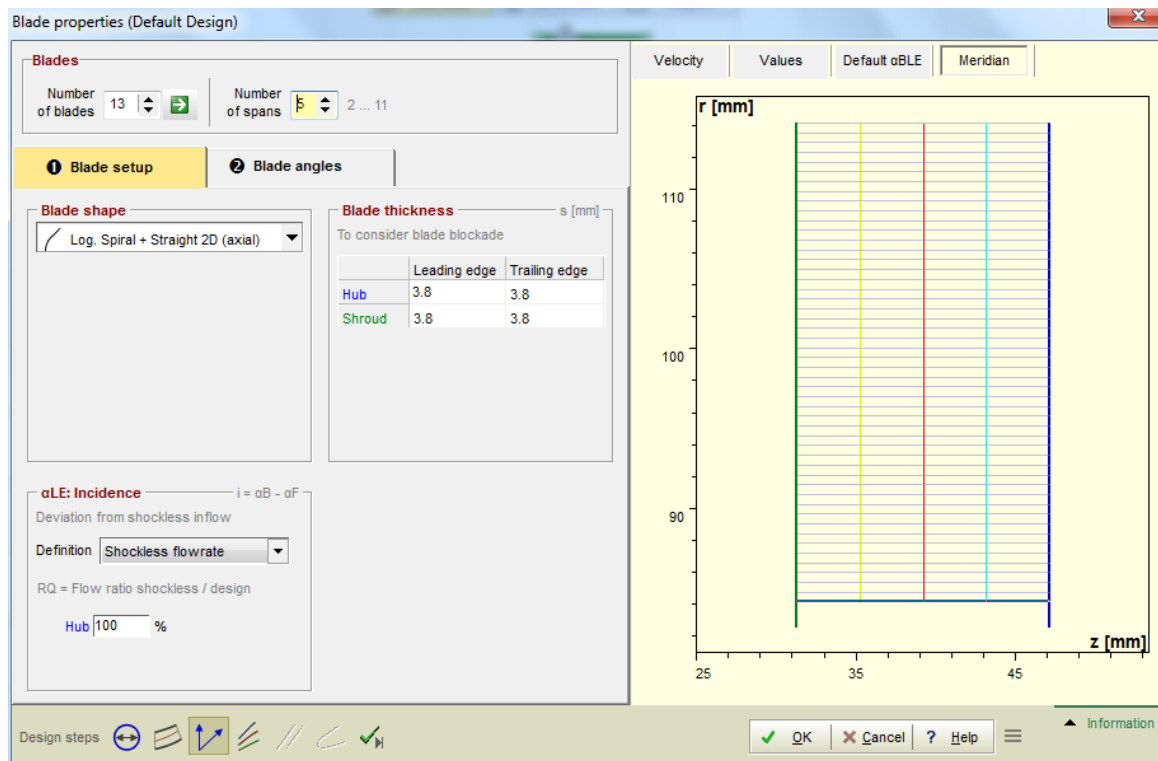 Blade properties (Default Design)
x
Blades
Number of blades 13
Number of spans 5 2 ... 11
❶ Blade setup
❷ Blade angles
Blade shape
Log. Spiral + Straight 2D (axial)
Blade thickness s [mm]
To consider blade blockade
Leading edge Trailing edge
Hub 3.8 3.8
Shroud 3.8 3.8
αLE: Incidence i = αB - αF
Deviation from shockless inflow
Definition Shockless flowrate
RQ = Flow ratio shockless / design
Hub 100 %
Velocity Values Default αBLE Meridian
r [mm]
110
100
90
z [mm]
25 35 45
Design steps
OK Cancel ? Help
Information